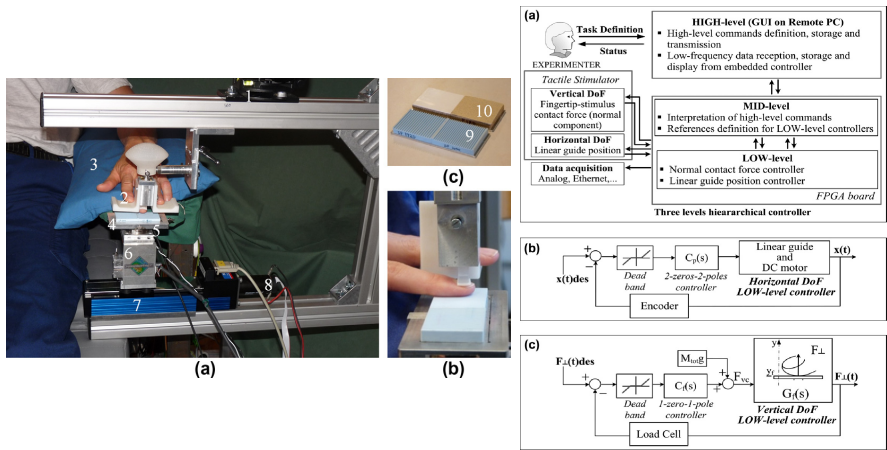 1
3
2
4
5
6
7
8
(a)
10
9
(c)
(b)
(a)
Task Definition
Status
EXPERIMENTER
Tactile Stimulator
Vertical DoF
Fingertip-stimulus
contact force (normal
component)
Horizontal DoF
Linear guide position
Data acquisition
Analog, Ethernet,...
HIGH-level (GUI on Remote PC)
▪ High-level commands definition, storage and
transmission
▪ Low-frequency data reception, storage and
display from embedded controller
MID-level
▪ Interpretation of high-level commands
▪ References definition for LOW-level controllers
LOW-level
▪ Normal contact force controller
▪ Linear guide position controller
FPGA board
Three levels hieararchical controller
(b)
x(t)des
+
−
Dead
band
Cp(s)
2-zeros-2-poles
controller
Linear guide
and
DC motor
x(t)
Horizontal DoF
LOW-level controller
Encoder
(c)
F⊥(t)des
+
−
Dead
band
Cf(s)
1-zero-1-pole
controller
Mtotg
+
+
Fvc
y
yf
F⊥
Gf(s)
F⊥(t)
Vertical DoF
LOW-level controller
Load Cell